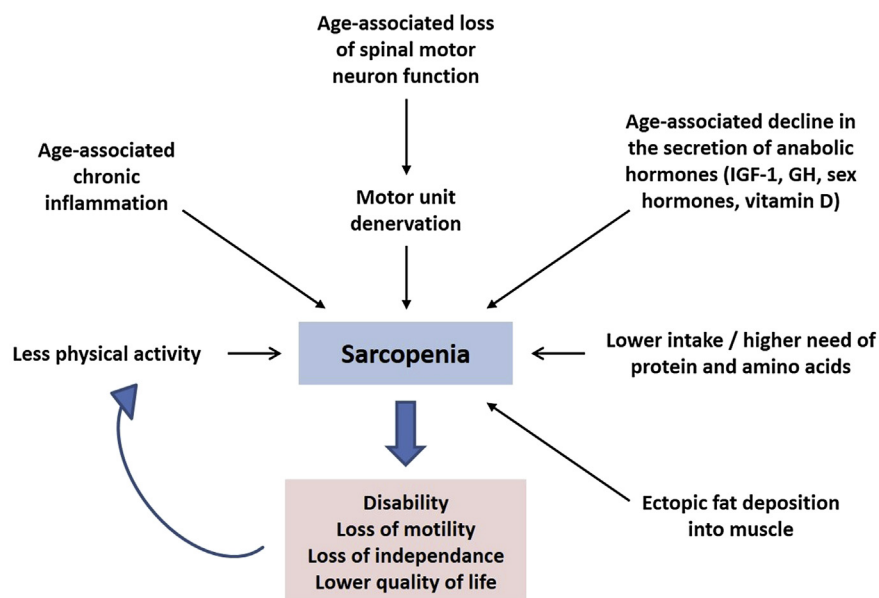 Age-associated loss
of spinal motor
neuron function
Age-associated
chronic
inflammation
Motor unit
denervation
Age-associated decline in
the secretion of anabolic
hormones (IGF-1, GH, sex
hormones, vitamin D)
Less physical activity
Sarcopenia
Lower intake / higher need of
protein and amino acids
Disability
Loss of motility
Loss of independance
Lower quality of life
Ectopic fat deposition
into muscle